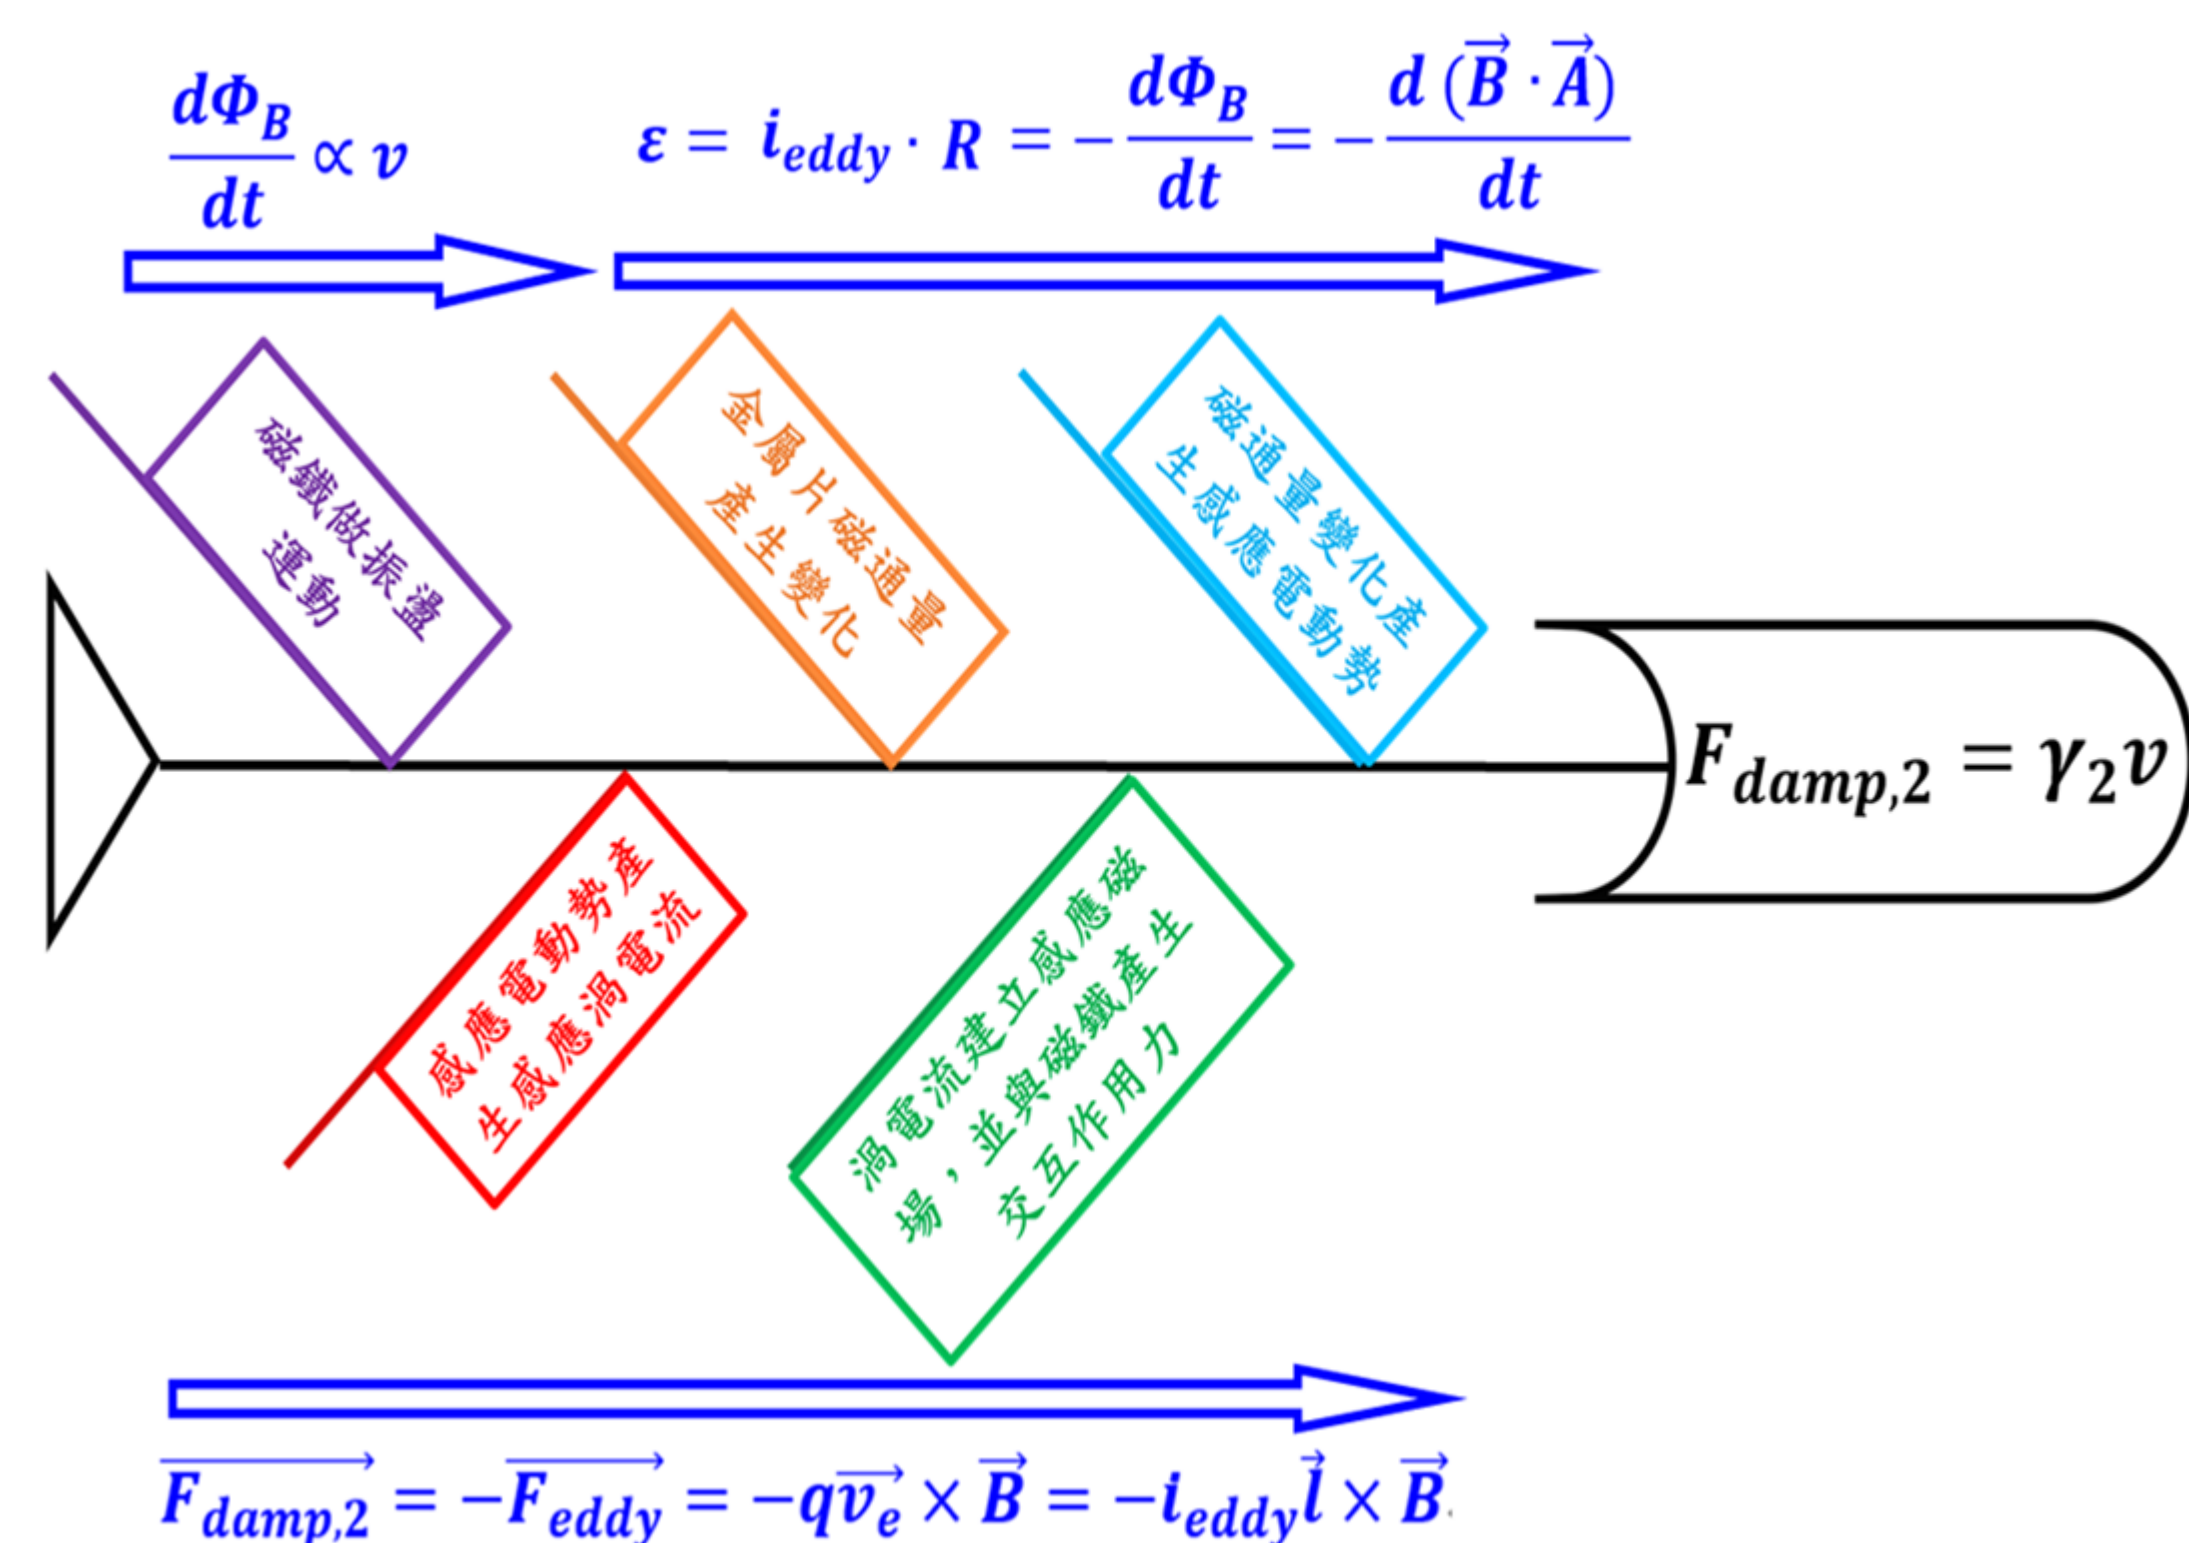 dΦ_B/dt ∝ v
ε = i_eddy · R = − dΦ_B/dt = − d (B⃗ · A⃗)/dt
磁鐵做振盪
運動
金屬片磁通量
產生變化
磁通量變化產
生感應電動勢
F_damp,2 = γ₂v
感應電動勢產
生感應渦電流
渦電流建立感應磁
場，並與磁鐵產生
交互作用力
F⃗_damp,2 = −F⃗_eddy = −qv⃗_e × B⃗ = −i_eddy l⃗ × B⃗.